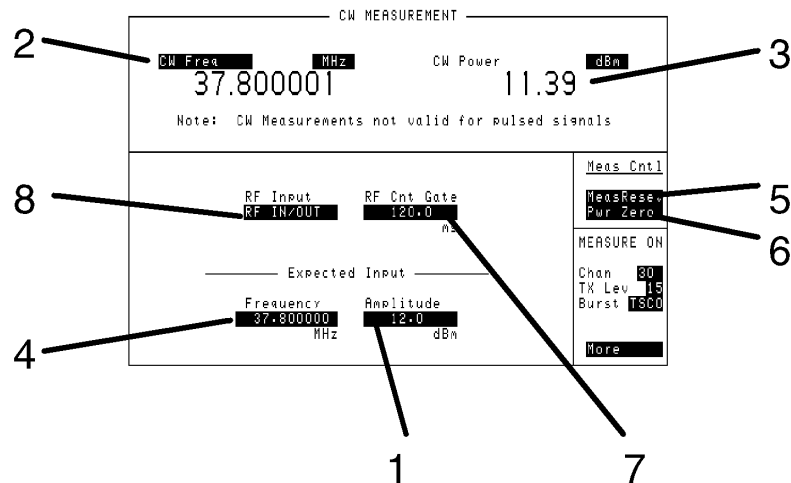 CW MEASUREMENT
2
CW Freq MHz CW Power dBm
3
37.800001 11.39
Note: CW Measurements not valid for pulsed signals
Meas Cntl
8
RF Input RF Cnt Gate
RF IN/OUT 120.0
ms
5
Pwr Zero
6
MEASURE ON
Expected Input
Chan 30
TX Lev 15
Burst TSC0
Frequency Amplitude
4
37.800000 12.0
MHz dBm
More
1
7